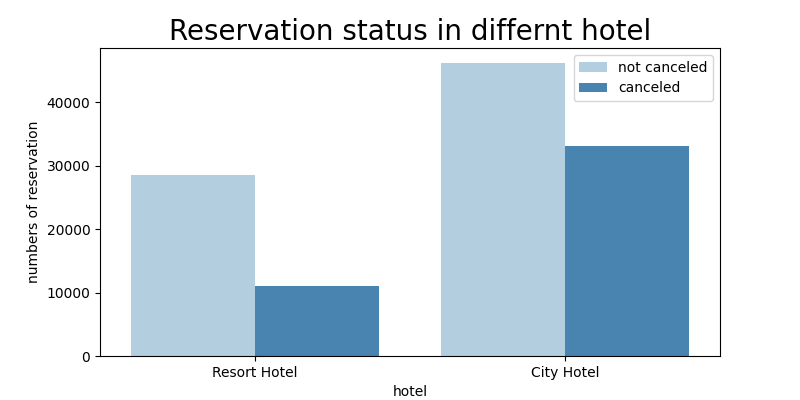 Reservation status in differnt hotel
not canceled
canceled
numbers of reservation
40000
30000
20000
10000
0
Resort Hotel
City Hotel
hotel